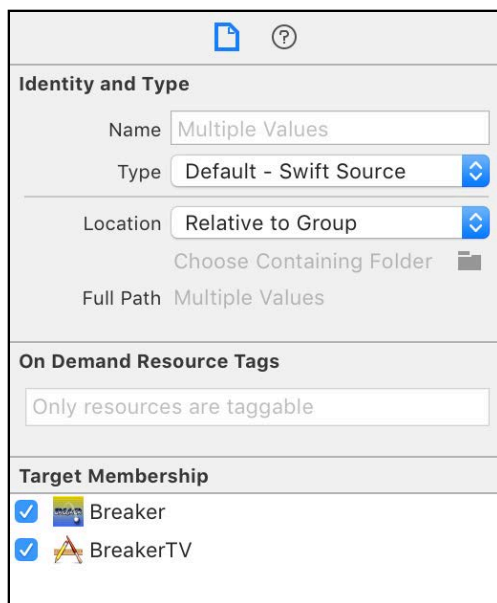 Identity and Type
Name Multiple Values
Type Default - Swift Source
Location Relative to Group
Choose Containing Folder
Full Path Multiple Values
On Demand Resource Tags
Only resources are taggable
Target Membership
Breaker
BreakerTV